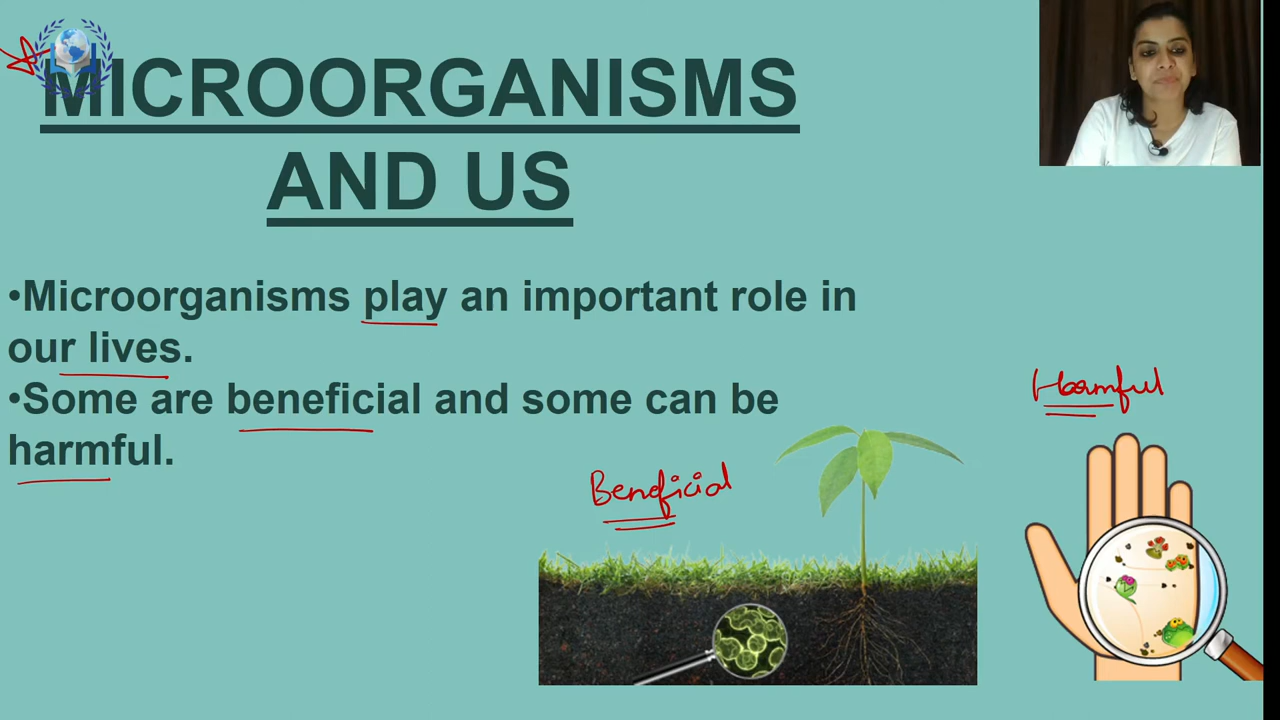 MICROORGANISMS
AND US
•Microorganisms play an important role in
our lives.
•Some are beneficial and some can be
harmful.
Beneficial
Harmful